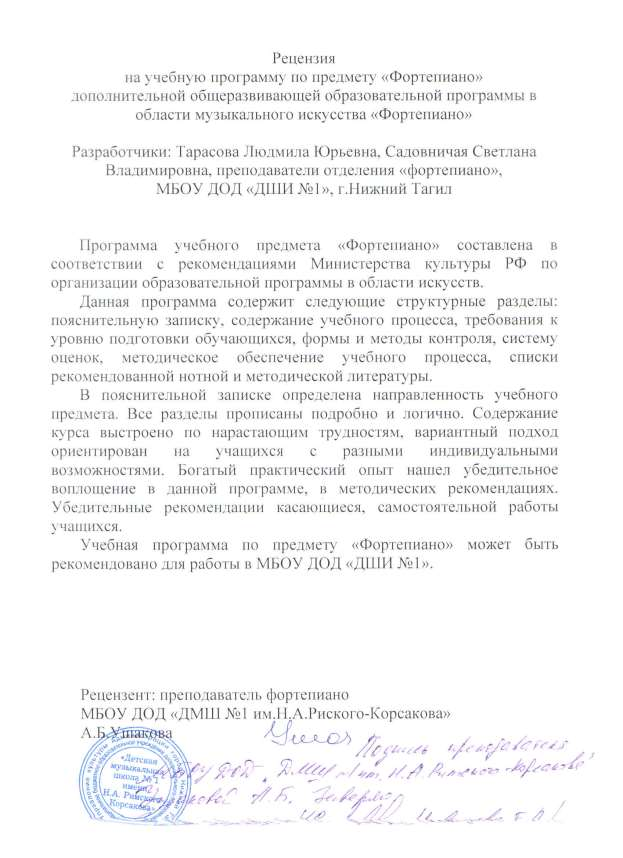 Рецензия
на учебную программу по предмету «Фортепиано»
дополнительной общеразвивающей образовательной программы в
области музыкального искусства «Фортепиано»
Разработчики: Тарасова Людмила Юрьевна, Садовничая Светлана
Владимировна, преподаватели отделения «фортепиано»,
МБОУ ДОД «ДШИ №1», г.Нижний Тагил
Программа учебного предмета «Фортепиано» составлена в
соответствии с рекомендациями Министерства культуры РФ по
организации образовательной программы в области искусств.
Данная программа содержит следующие структурные разделы:
пояснительную записку, содержание учебного процесса, требования к
уровню подготовки обучающихся, формы и методы контроля, систему
оценок, методическое обеспечение учебного процесса, списки
рекомендованной нотной и методической литературы.
В пояснительной записке определена направленность учебного
предмета. Все разделы прописаны подробно и логично. Содержание
курса выстроено по нарастающим трудностям, вариантный подход
ориентирован на учащихся с разными индивидуальными
возможностями. Богатый практический опыт нашел убедительное
воплощение в данной программе, в методических рекомендациях.
Убедительные рекомендации касающиеся, самостоятельной работы
учащихся.
Учебная программа по предмету «Фортепиано» может быть
рекомендовано для работы в МБОУ ДОД «ДШИ №1».
Рецензент: преподаватель фортепиано
МБОУ ДОД «ДМШ №1 им.Н.А.Риского-Корсакова»
А.Б.Ушакова
Подпись преподавателя
ДОД ДМШ №1 им. Н.А. Римского-Корсакова
А.Б. Заверяю
«Детская
музыкальная
школа № 1
имени
Н.А. Римского-
Корсакова»